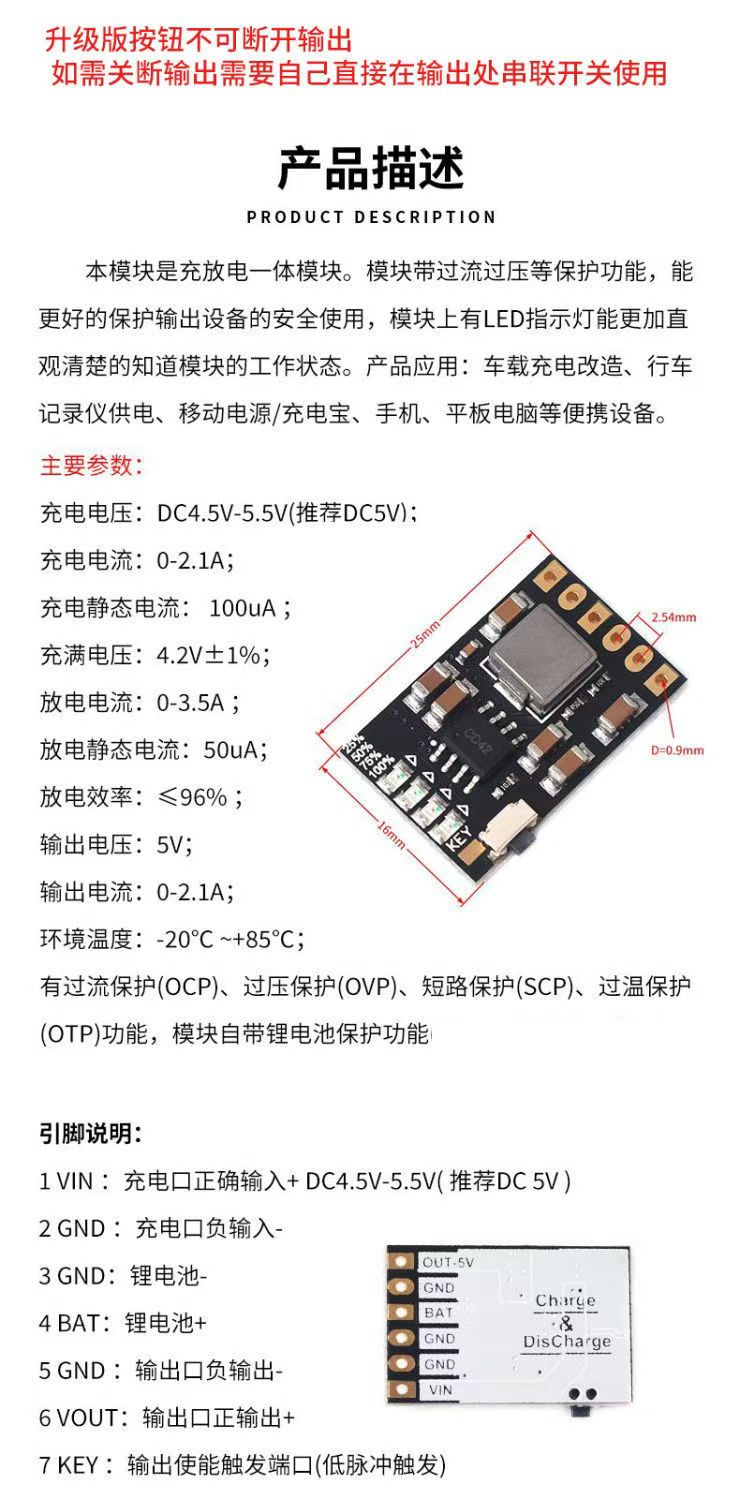 升级版按钮不可断开输出
如需关断输出需要自己直接在输出处串联开关使用
产品描述
PRODUCT DESCRIPTION
本模块是充放电一体模块。模块带过流过压等保护功能，能
更好的保护输出设备的安全使用，模块上有LED指示灯能更加直
观清楚的知道模块的工作状态。产品应用：车载充电改造、行车
记录仪供电、移动电源/充电宝、手机、平板电脑等便携设备。
主要参数：
充电电压：DC4.5V-5.5V(推荐DC5V)；
充电电流：0-2.1A；
充电静态电流： 100uA ；
充满电压：4.2V±1%；
放电电流：0-3.5A ；
放电静态电流：50uA；
放电效率：≤96% ；
输出电压：5V；
输出电流：0-2.1A；
环境温度：-20℃ ~+85℃；
有过流保护(OCP)、过压保护(OVP)、短路保护(SCP)、过温保护
(OTP)功能，模块自带锂电池保护功能
25mm
2.54mm
D=0.9mm
16mm
CC42
25%
50%
75%
100%
KEY
引脚说明：
1 VIN ：充电口正确输入+ DC4.5V-5.5V( 推荐DC 5V )
2 GND ：充电口负输入-
3 GND：锂电池-
4 BAT：锂电池+
5 GND ：输出口负输出-
6 VOUT：输出口正输出+
7 KEY ：输出使能触发端口(低脉冲触发)
OUT-5V
GND
BAT
GND
GND
VIN
Charge
&
DisCharge